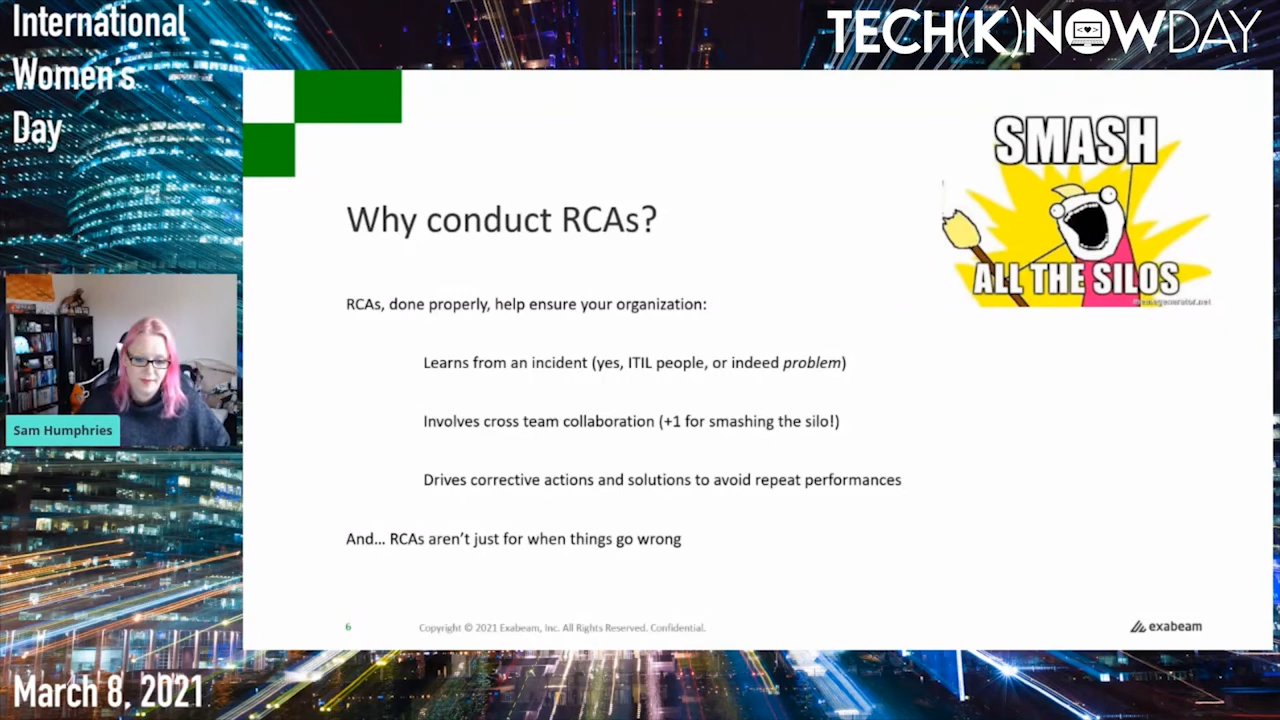 International
Women's
Day
TECH(K)NOWDAY
SMASH
ALL THE SILOS
memegenerator.net
Why conduct RCAs?
RCAs, done properly, help ensure your organization:
Learns from an incident (yes, ITIL people, or indeed problem)
Involves cross team collaboration (+1 for smashing the silo!)
Drives corrective actions and solutions to avoid repeat performances
And... RCAs aren't just for when things go wrong
Sam Humphries
6
Copyright © 2021 Exabeam, Inc. All Rights Reserved. Confidential.
exabeam
March 8, 2021